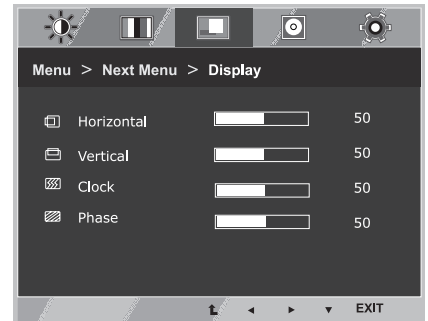 Menu > Next Menu > Display
Horizontal 50
Vertical 50
Clock 50
Phase 50
EXIT